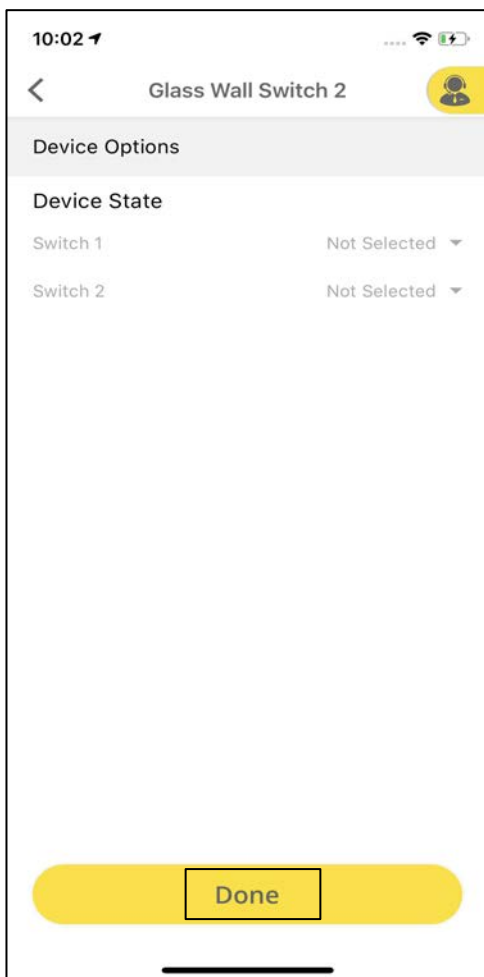 10:02
Glass Wall Switch 2
Device Options
Device State
Switch 1 Not Selected
Switch 2 Not Selected
Done